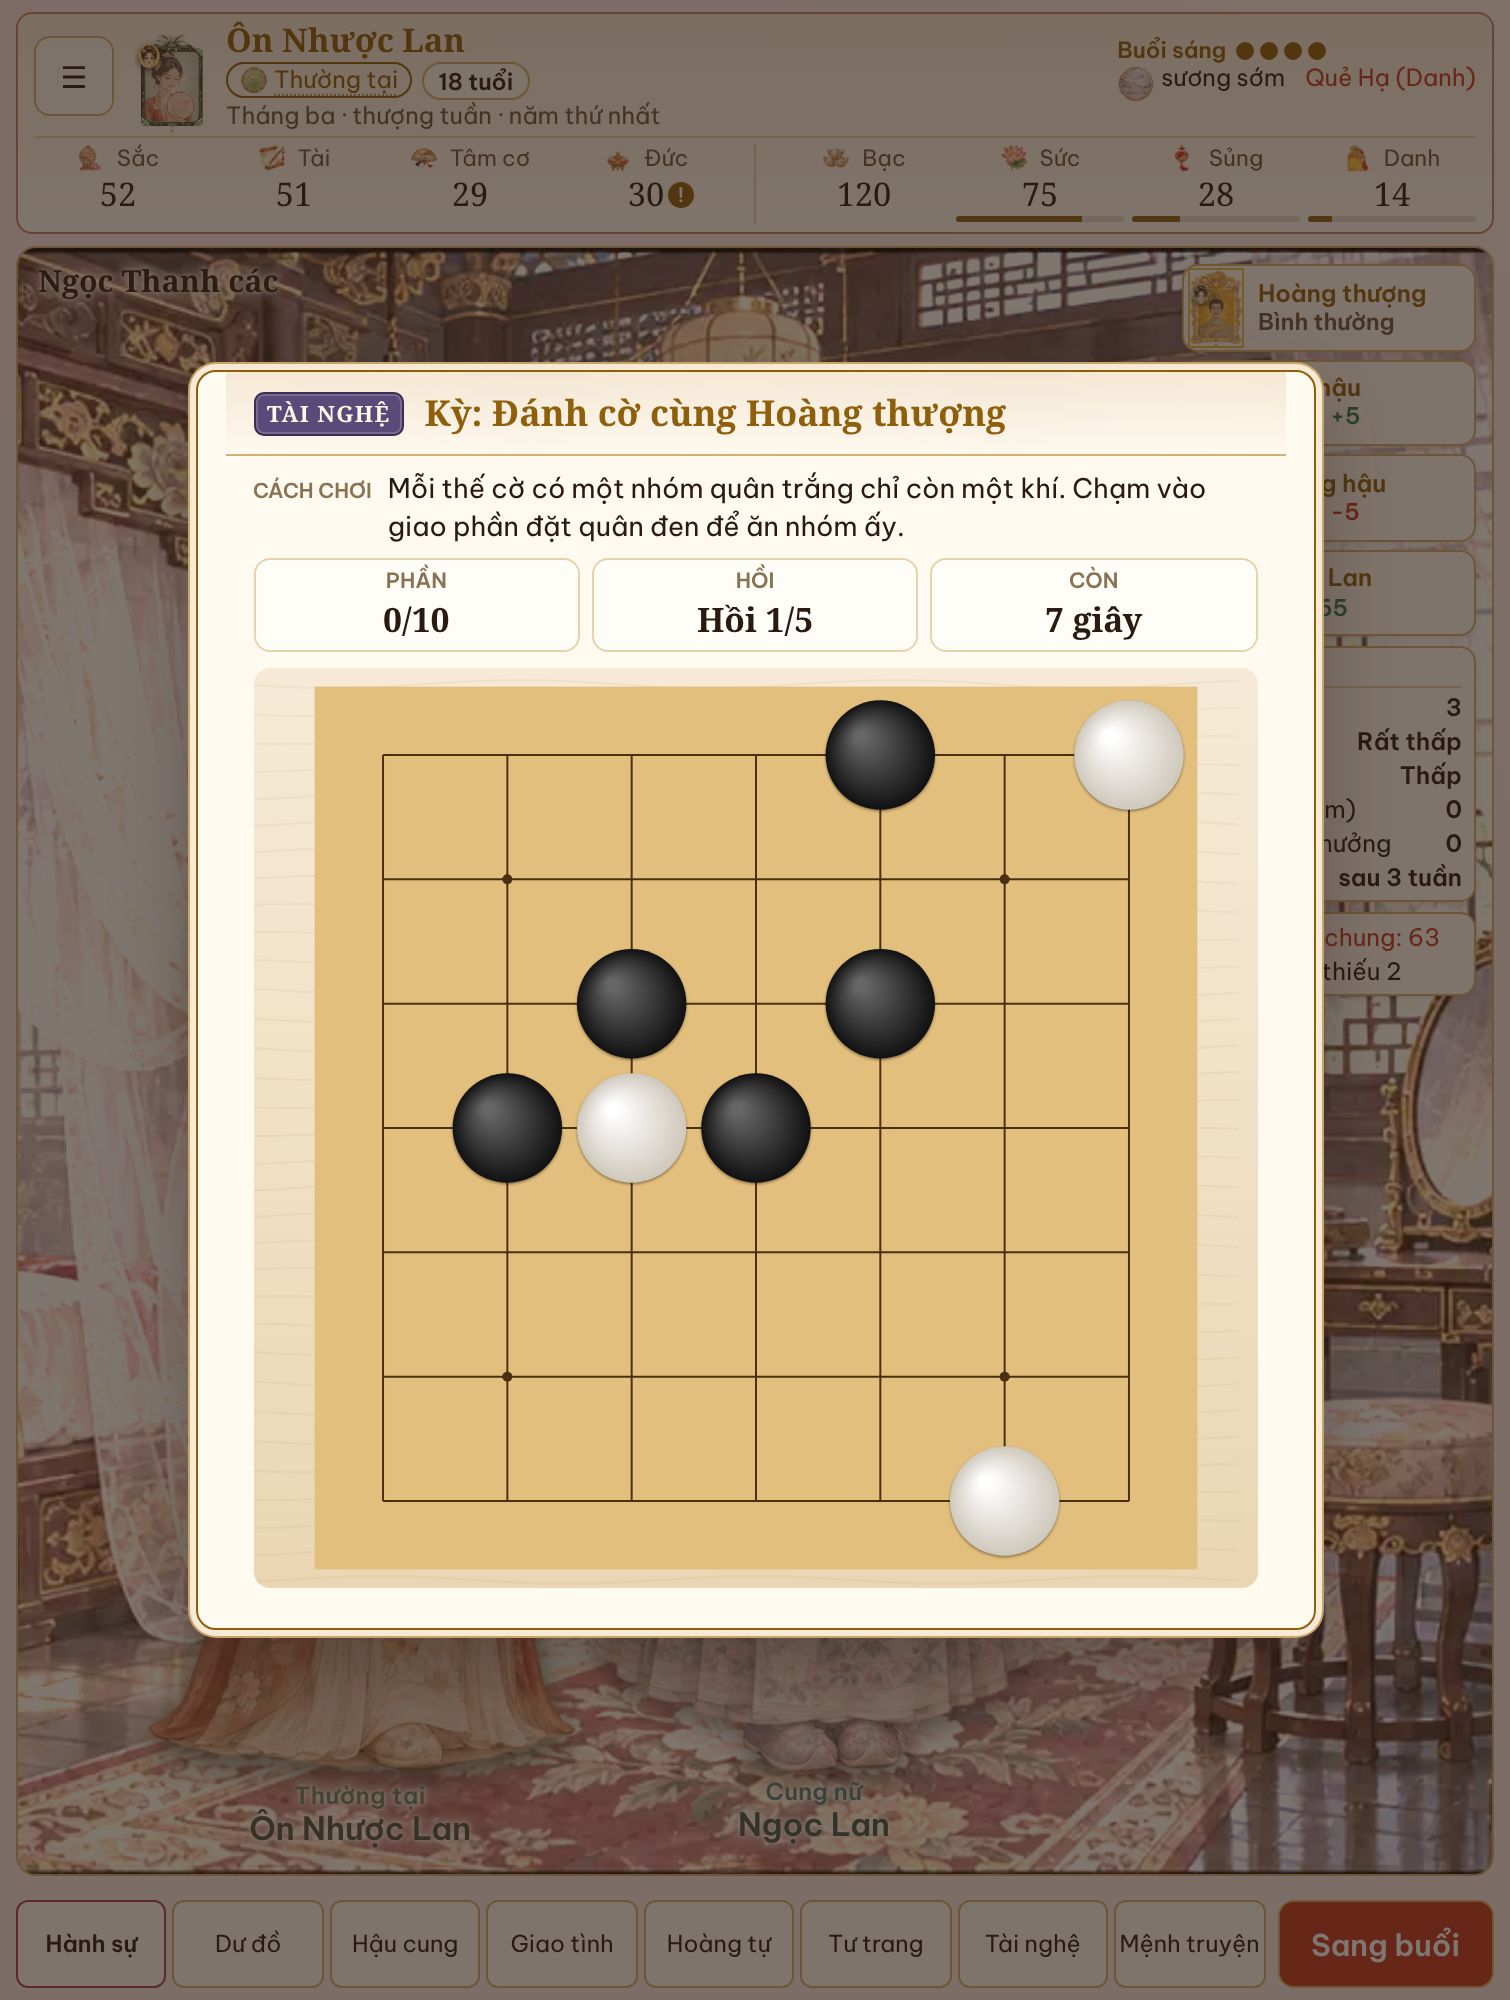 Ôn Nhược Lan
Thường tại
18 tuổi
Tháng ba · thượng tuần · năm thứ nhất
Buổi sáng
sương sớm
Quẻ Hạ (Danh)
Sắc
52
Tài
51
Tâm cơ
29
Đức
30
!
Bạc
120
Sức
75
Sủng
28
Danh
14
Ngọc Thanh các
Hoàng thượng
Bình thường
+5
-5
Lan
TÀI NGHỆ
Kỳ: Đánh cờ cùng Hoàng thượng
CÁCH CHƠI
Mỗi thế cờ có một nhóm quân trắng chỉ còn một khí. Chạm vào
giao phần đặt quân đen để ăn nhóm ấy.
PHẦN
0/10
HỒI
Hồi 1/5
CÒN
7 giây
3
Rất thấp
Thấp
0
0
sau 3 tuần
chung: 63
thiếu 2
Thường tại
Ôn Nhược Lan
Cung nữ
Ngọc Lan
Hành sự
Dư đồ
Hậu cung
Giao tình
Hoàng tự
Tư trang
Tài nghệ
Mệnh truyện
Sang buổi